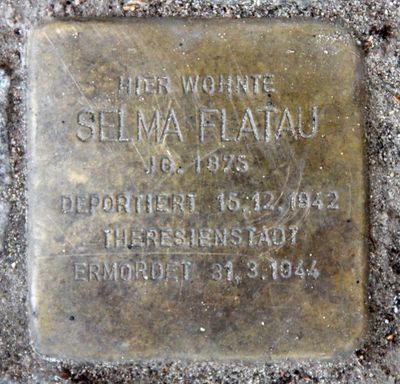 HIER WOHNTE
SELMA FLATAU
JG. 1875
DEPORTIERT 15.12.1942
THERESIENSTADT
ERMORDET 31.3.1944